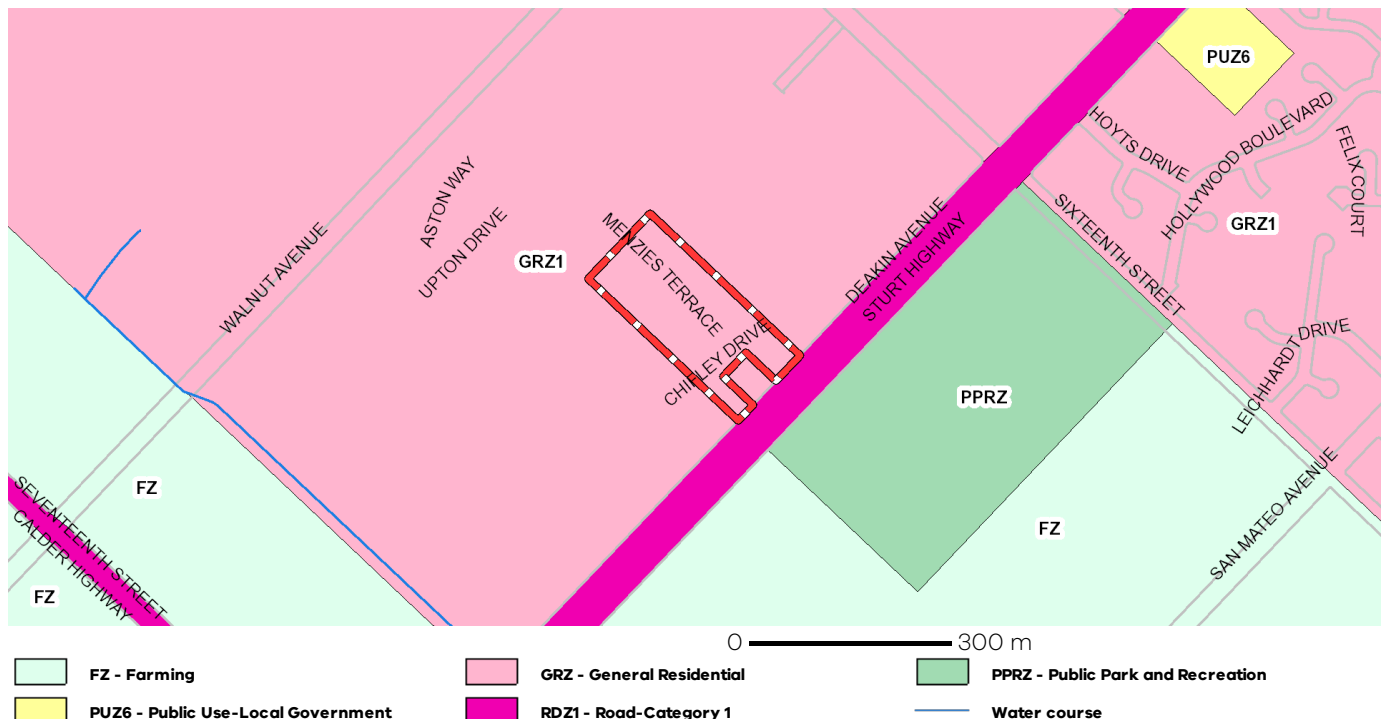 PUZ6
HOYTS DRIVE
HOLLYWOOD BOULEVARD
FELIX COURT
ASTON WAY
UPTON DRIVE
WALNUT AVENUE
GRZ1
MENZIES TERRACE
CHIFLEY DRIVE
DEAKIN AVENUE
STURT HIGHWAY
SIXTEENTH STREET
GRZ1
LEICHHARDT DRIVE
PPRZ
FZ
SEVENTEENTH STREET
CALDER HIGHWAY
FZ
FZ
SAN MATEO AVENUE
0 300 m
FZ - Farming
GRZ - General Residential
PPRZ - Public Park and Recreation
PUZ6 - Public Use-Local Government
RDZ1 - Road-Category 1
Water course